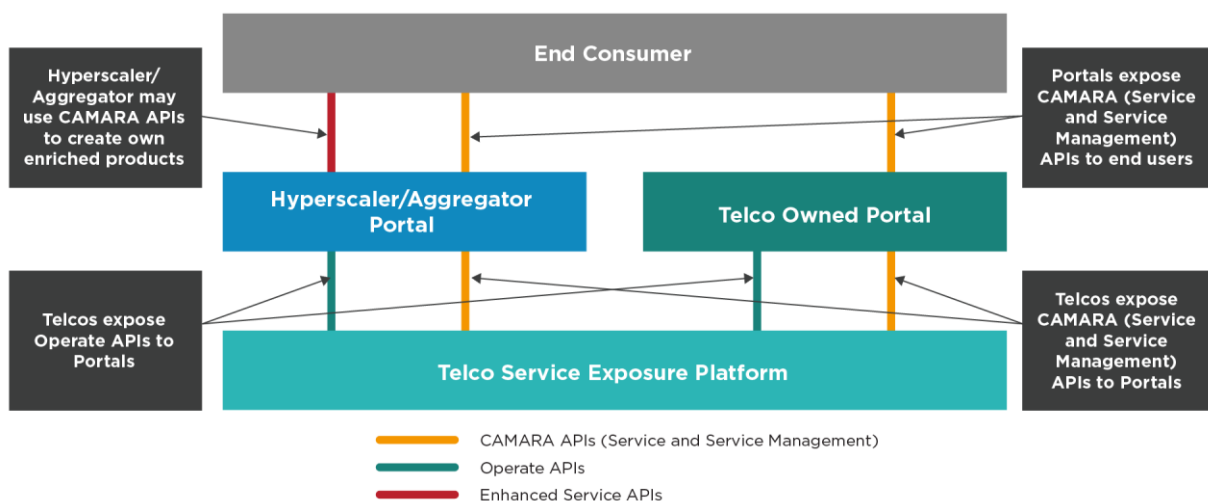 End Consumer
Hyperscaler/
Aggregator may
use CAMARA APIs
to create own
enriched products
Portals expose
CAMARA (Service
and Service
Management)
APIs to end users
Hyperscaler/Aggregator
Portal
Telco Owned Portal
Telcos expose
Operate APIs to
Portals
Telcos expose
CAMARA (Service
and Service
Management)
APIs to Portals
Telco Service Exposure Platform
CAMARA APIs (Service and Service Management)
Operate APIs
Enhanced Service APIs